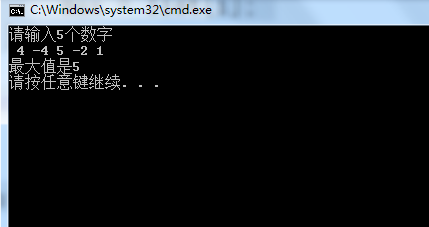 C:\Windows\system32\cmd.exe
请输入5个数字
4 -4 5 -2 1
最大值是5
请按任意键继续. . .